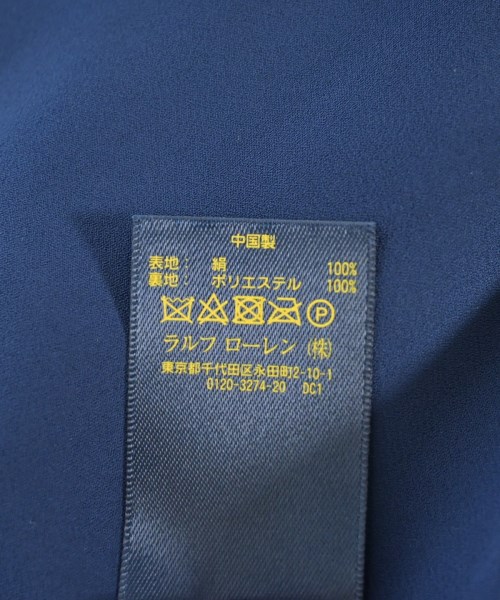 中国製
表地： 絹 100%
裏地： ポリエステル 100%
P
ラルフ ローレン (株)
東京都千代田区永田町2-10-1
0120-3274-20 DC1